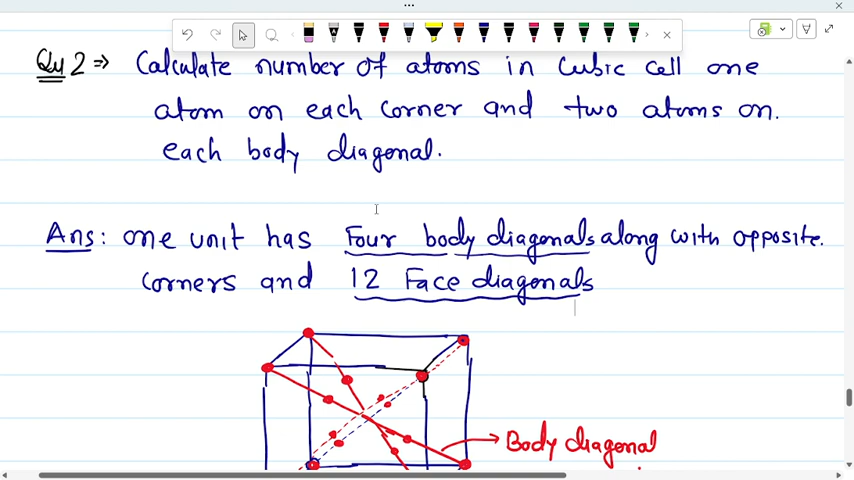 Qu 2⇒ Calculate number of atoms in Cubic cell one
atom on each corner and two atoms on.
each body diagonal.
Ans: one unit has Four body diagonals along with opposite.
corners and 12 Face diagonals
→ Body diagonal